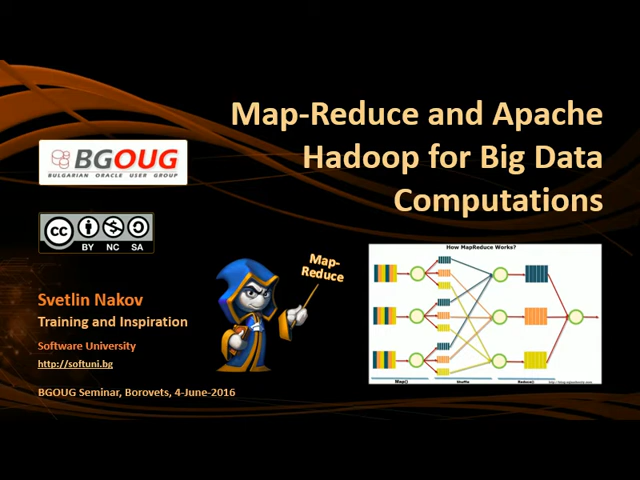 Map-Reduce and Apache
Hadoop for Big Data
Computations
BGOUG
BULGARIAN ORACLE USER GROUP
cc
BY NC SA
Map-
Reduce
How MapReduce Works?
Map()
Shuffle
Reduce()
Svetlin Nakov
Training and Inspiration
Software University
http://softuni.bg
BGOUG Seminar, Borovets, 4-June-2016